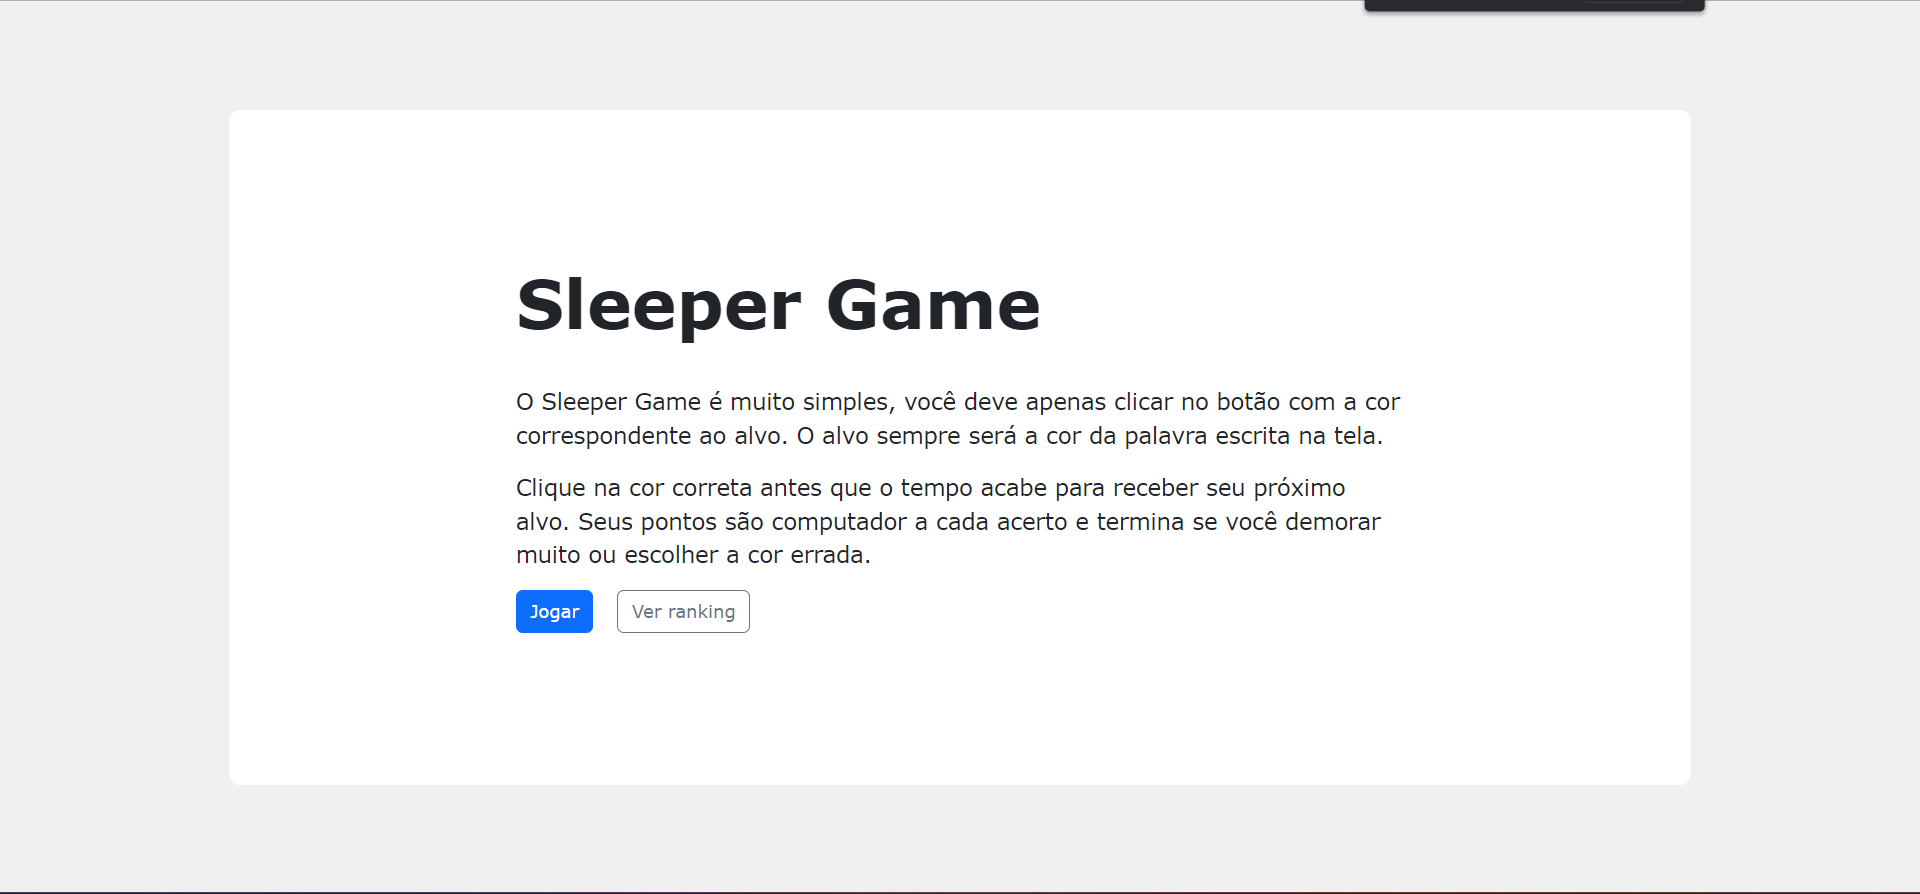 Sleeper Game
O Sleeper Game é muito simples, você deve apenas clicar no botão com a cor
correspondente ao alvo. O alvo sempre será a cor da palavra escrita na tela.
Clique na cor correta antes que o tempo acabe para receber seu próximo
alvo. Seus pontos são computador a cada acerto e termina se você demorar
muito ou escolher a cor errada.
Jogar Ver ranking